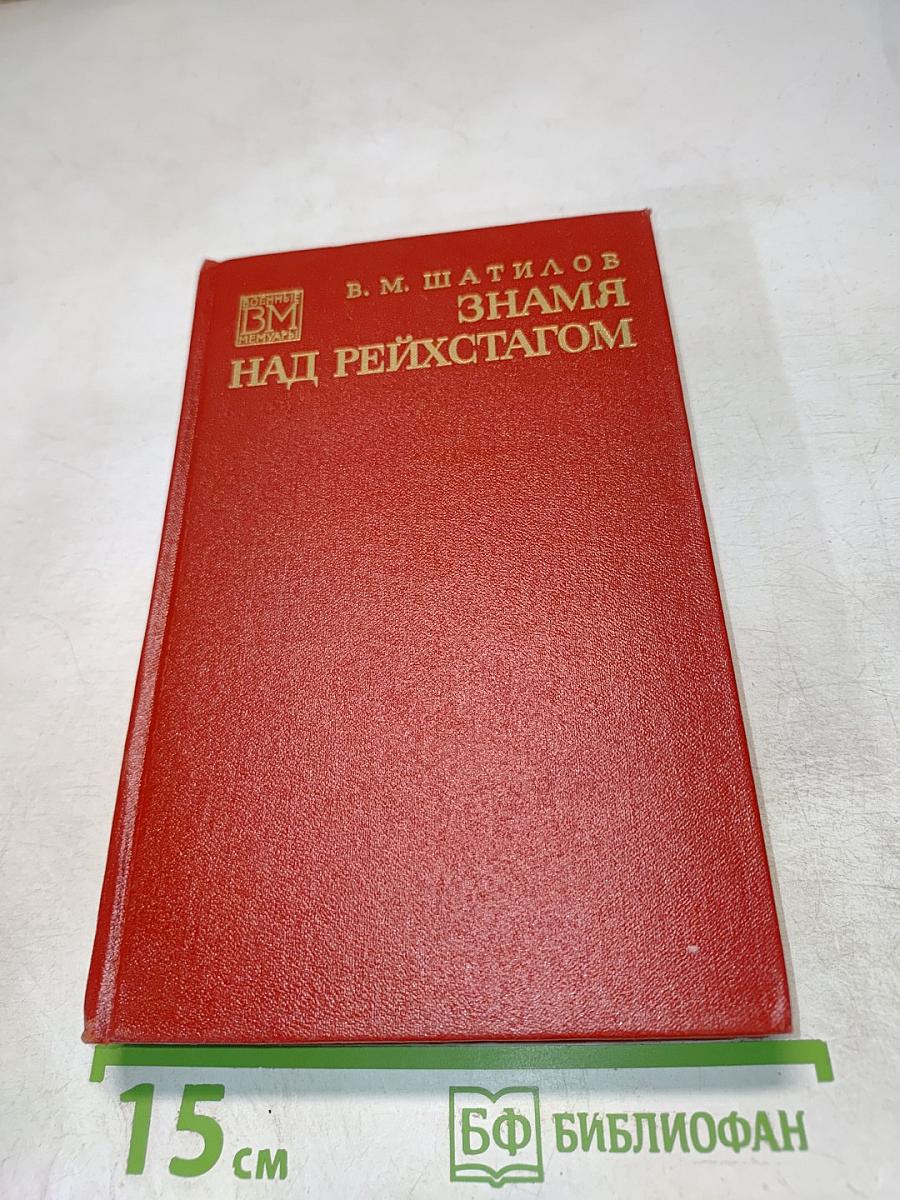 В. М. ШАТИЛОВ
ВОЕННЫЕ
ВМ
МЕМУАРЫ
ЗНАМЯ
НАД РЕЙХСТАГОМ
15 см
БФ БИБЛИОФАН